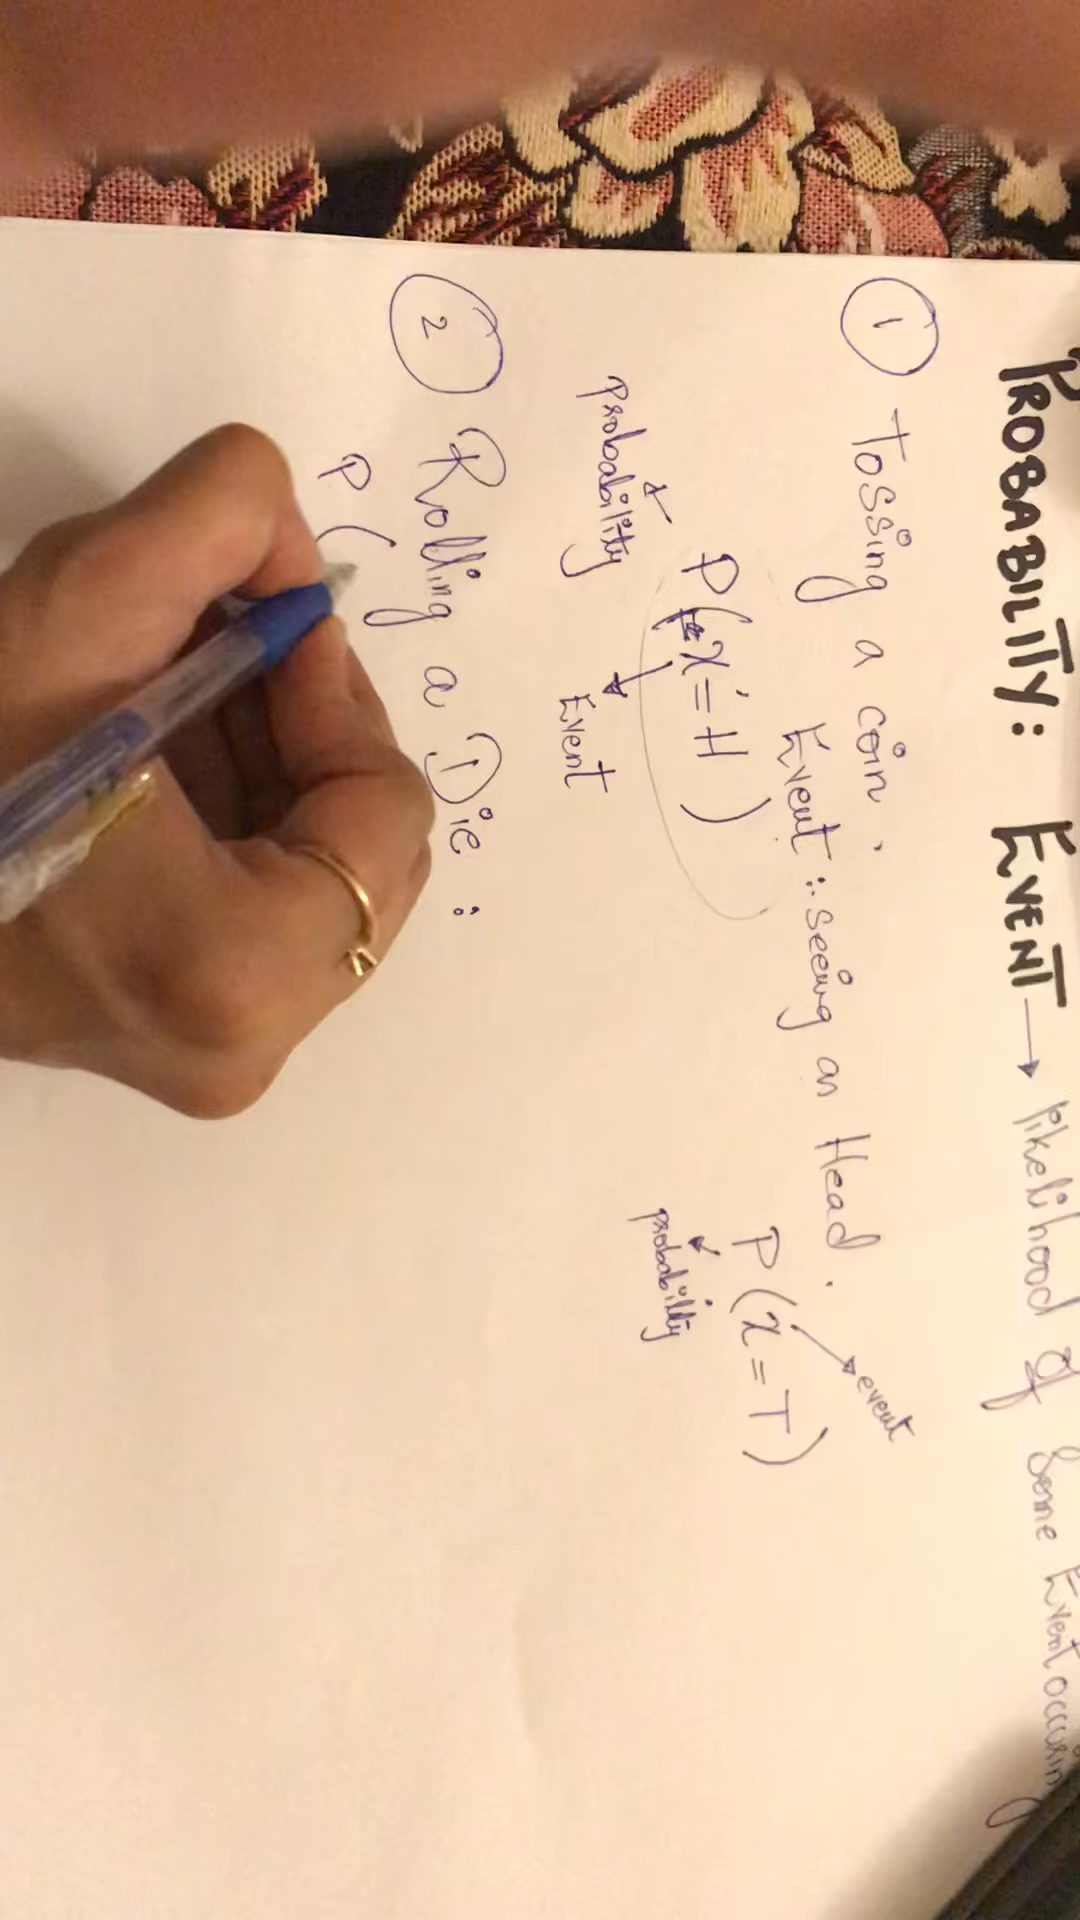 PROBABILITY: EVENT → likelihood of some Event occuring
① Tossing a coin.
Event: Seeing an Head.
event
P(x=H)
P(x=T)
Probability
Event
probability
② Rolling a Die:
P(